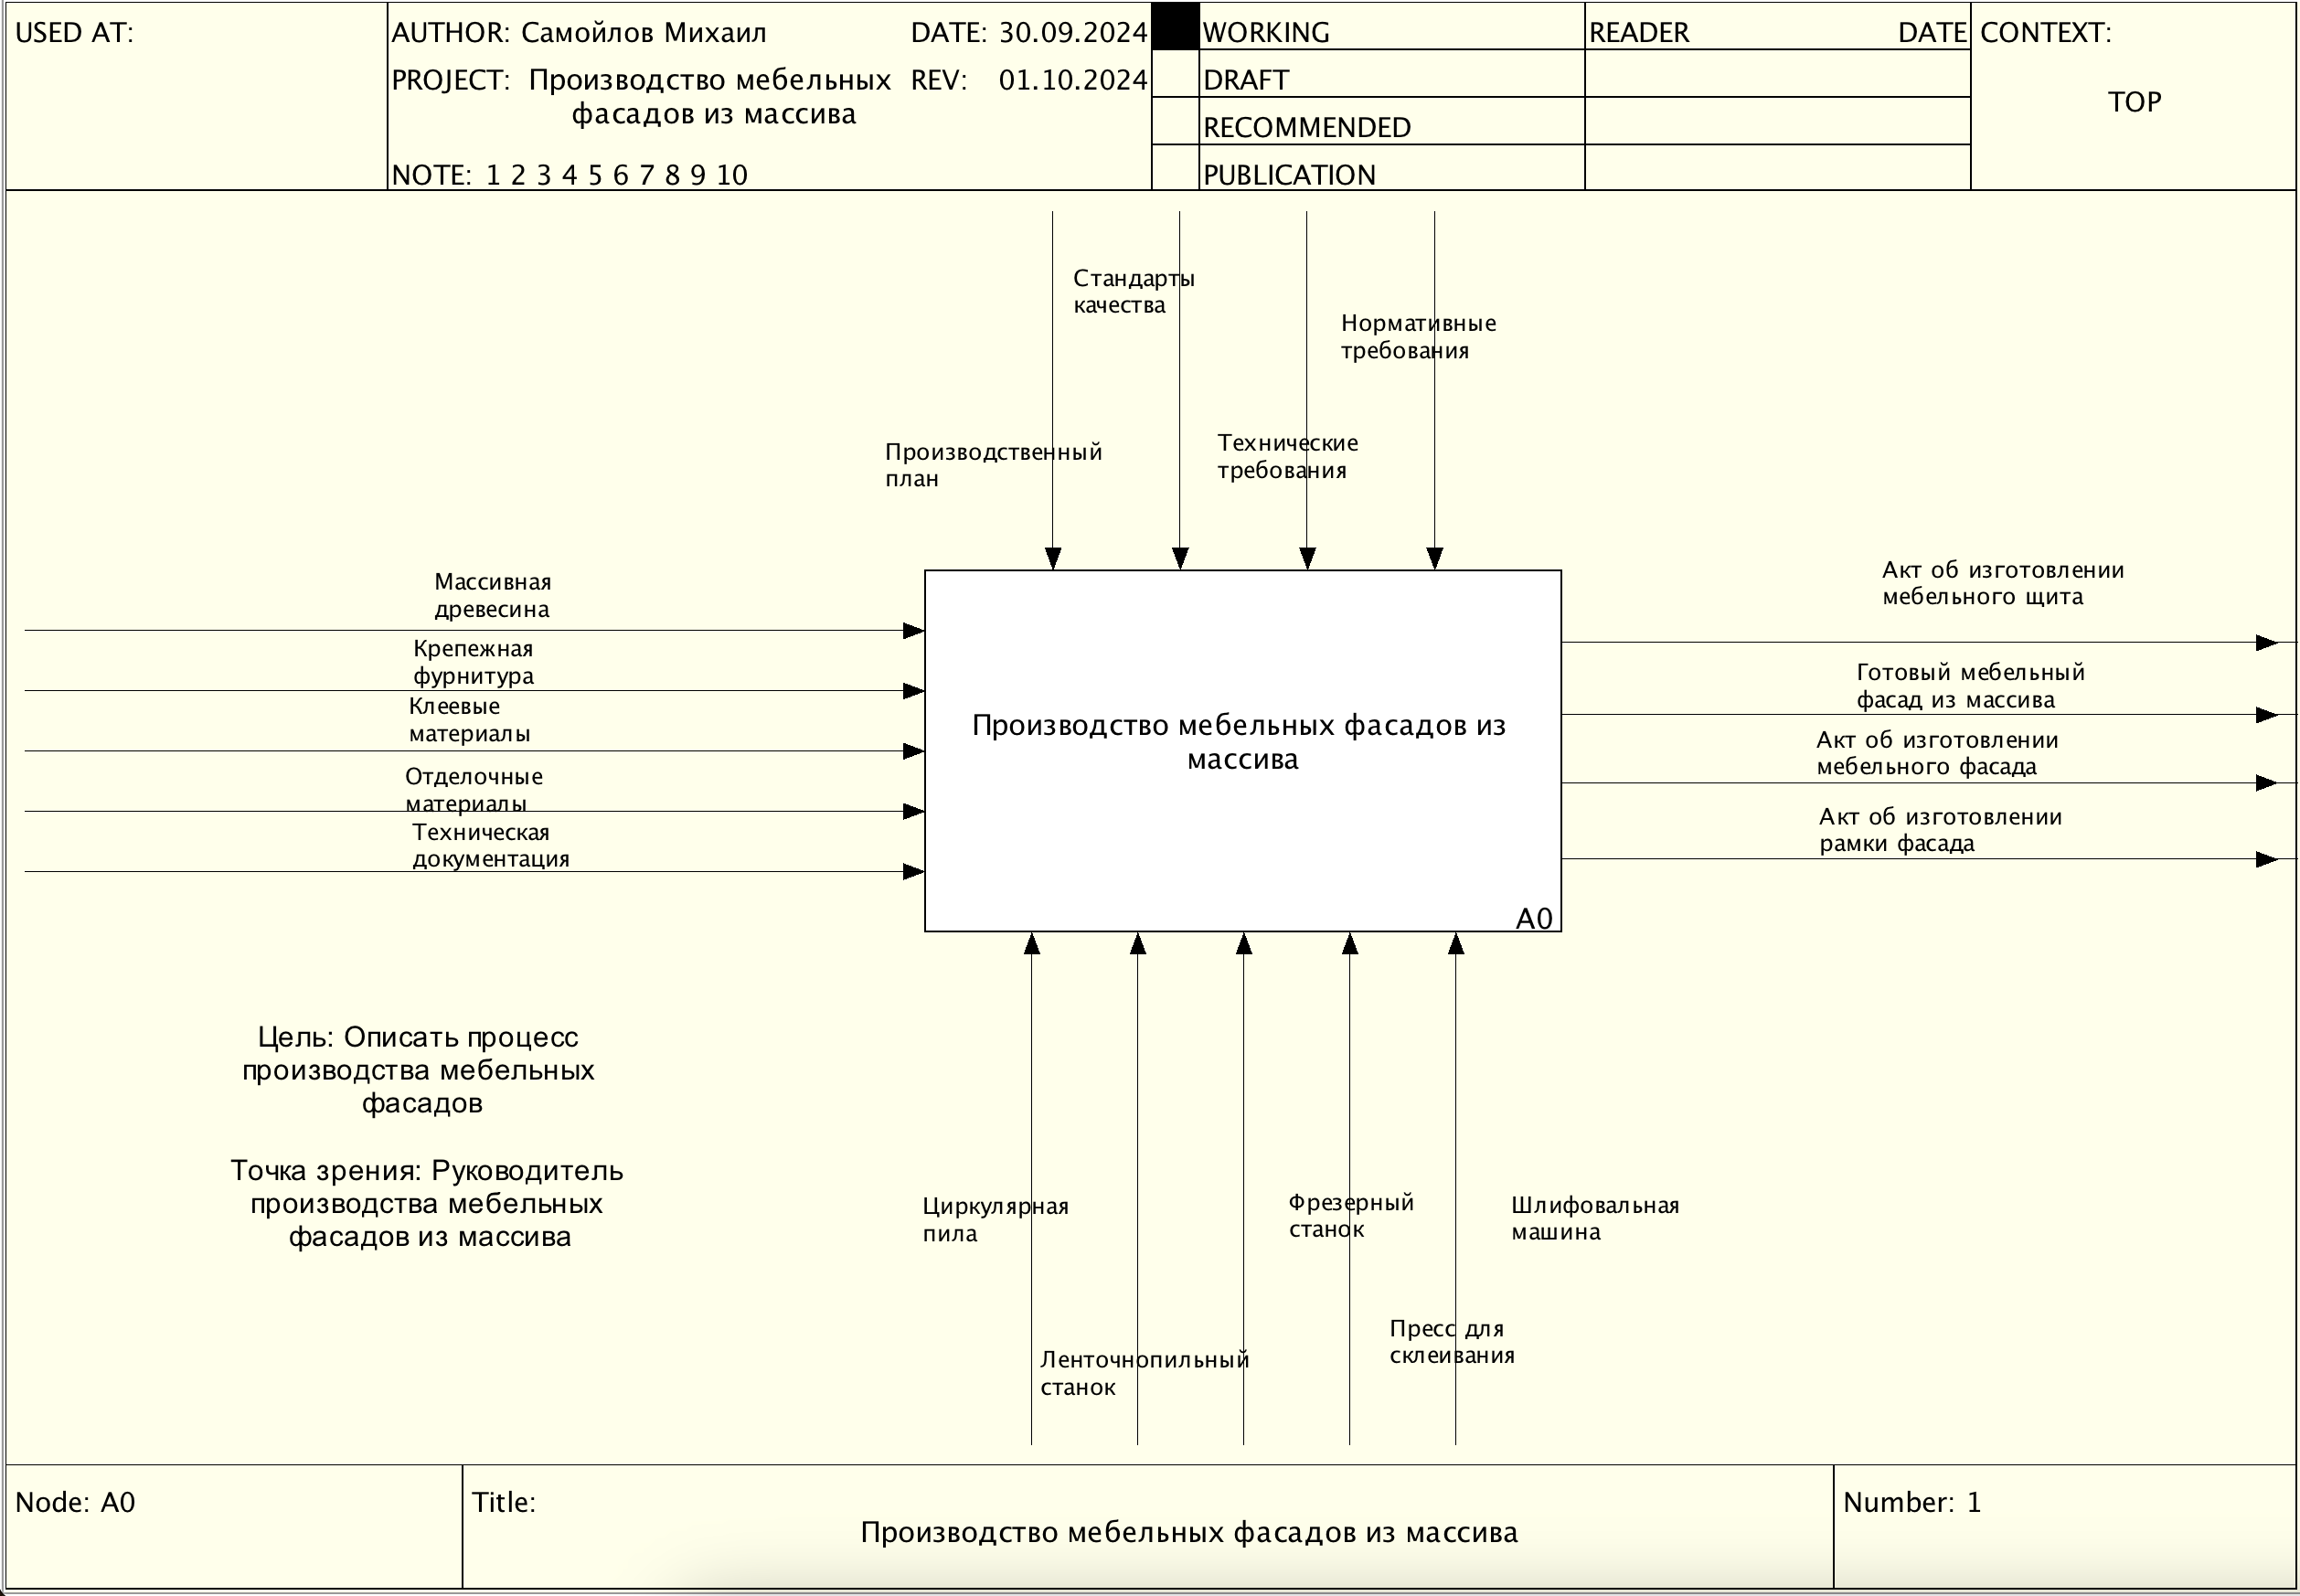 USED AT:
AUTHOR: Самойлов Михаил
DATE: 30.09.2024
PROJECT: Производство мебельных
фасадов из массива
REV: 01.10.2024
NOTE: 1 2 3 4 5 6 7 8 9 10
WORKING
DRAFT
RECOMMENDED
PUBLICATION
READER DATE
CONTEXT:
TOP
Стандарты
качества
Нормативные
требования
Производственный
план
Технические
требования
Массивная
древесина
Крепежная
фурнитура
Клеевые
материалы
Отделочные
материалы
Техническая
документация
Производство мебельных фасадов из
массива
A0
Акт об изготовлении
мебельного щита
Готовый мебельный
фасад из массива
Акт об изготовлении
мебельного фасада
Акт об изготовлении
рамки фасада
Цель: Описать процесс
производства мебельных
фасадов
Точка зрения: Руководитель
производства мебельных
фасадов из массива
Циркулярная
пила
Фрезерный
станок
Шлифовальная
машина
Ленточнопильный
станок
Пресс для
склеивания
Node: A0
Title:
Производство мебельных фасадов из массива
Number: 1